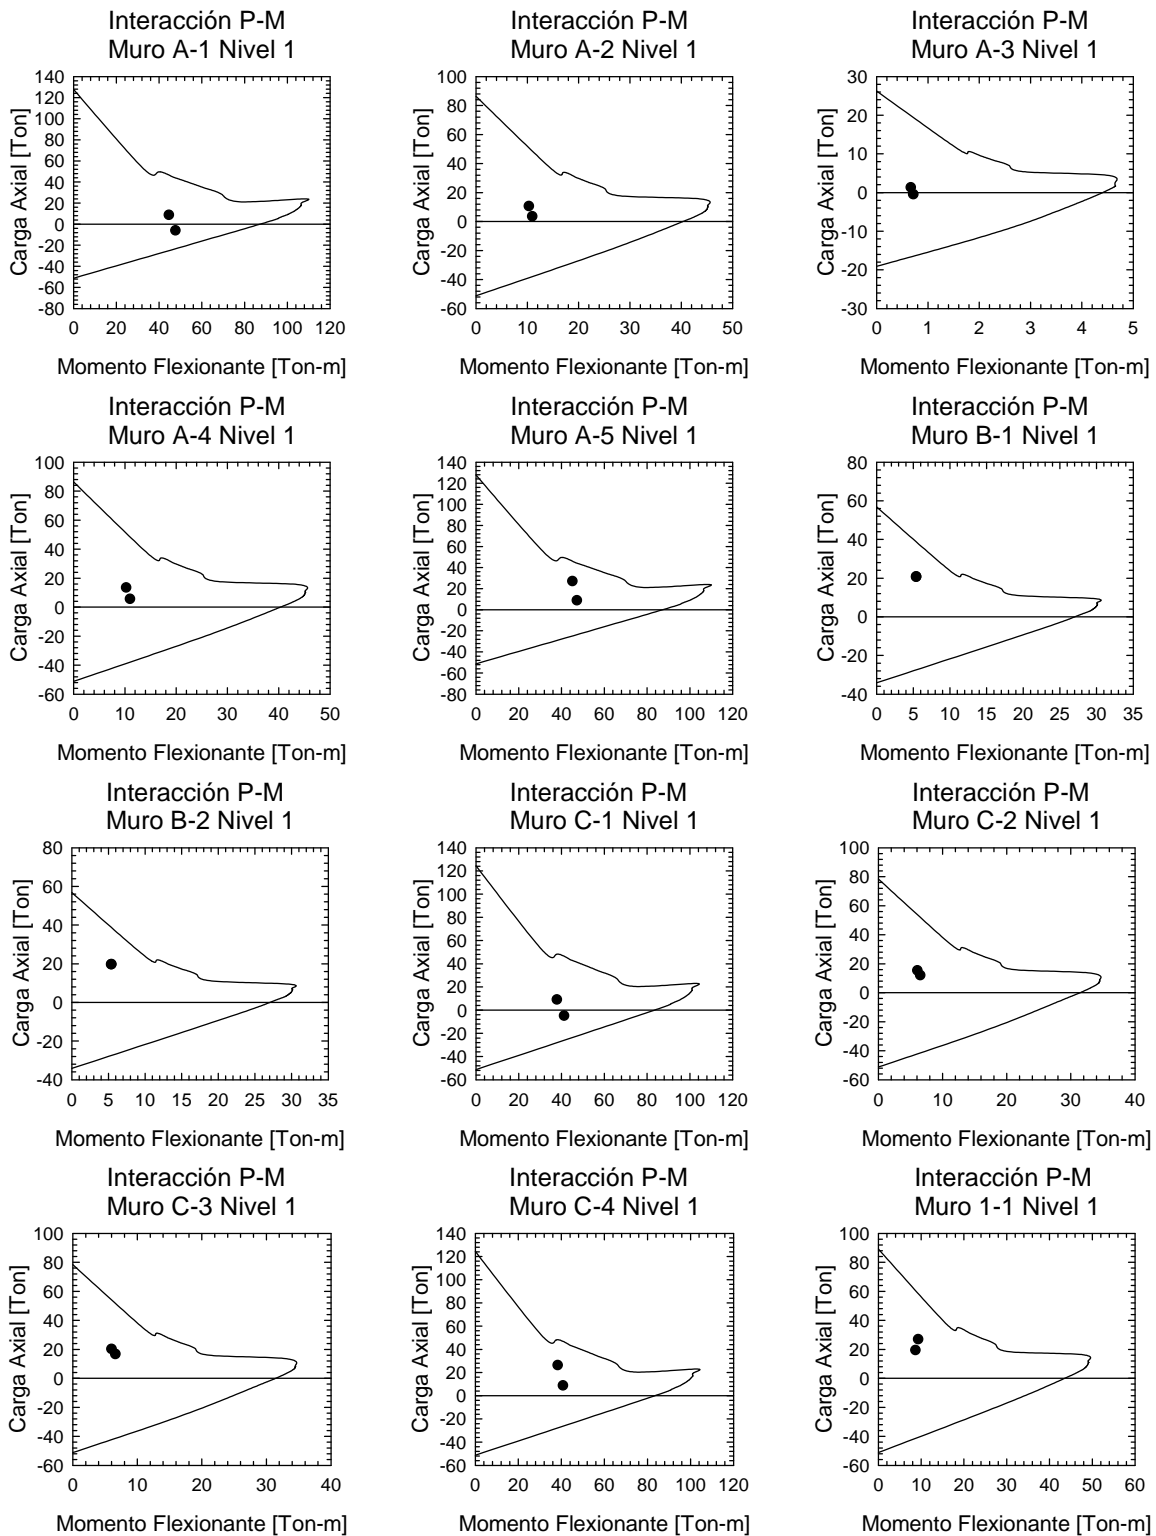 Interacción P-M
Muro A-1 Nivel 1
Carga Axial [Ton]
140
120
100
80
60
40
20
0
-20
-40
-60
-80
0 20 40 60 80 100 120
Momento Flexionante [Ton-m]
Interacción P-M
Muro A-2 Nivel 1
Carga Axial [Ton]
100
80
60
40
20
0
-20
-40
-60
0 10 20 30 40 50
Momento Flexionante [Ton-m]
Interacción P-M
Muro A-3 Nivel 1
Carga Axial [Ton]
30
20
10
0
-10
-20
-30
0 1 2 3 4 5
Momento Flexionante [Ton-m]
Interacción P-M
Muro A-4 Nivel 1
Carga Axial [Ton]
100
80
60
40
20
0
-20
-40
-60
0 10 20 30 40 50
Momento Flexionante [Ton-m]
Interacción P-M
Muro A-5 Nivel 1
Carga Axial [Ton]
140
120
100
80
60
40
20
0
-20
-40
-60
-80
0 20 40 60 80 100 120
Momento Flexionante [Ton-m]
Interacción P-M
Muro B-1 Nivel 1
Carga Axial [Ton]
80
60
40
20
0
-20
-40
0 5 10 15 20 25 30 35
Momento Flexionante [Ton-m]
Interacción P-M
Muro B-2 Nivel 1
Carga Axial [Ton]
80
60
40
20
0
-20
-40
0 5 10 15 20 25 30 35
Momento Flexionante [Ton-m]
Interacción P-M
Muro C-1 Nivel 1
Carga Axial [Ton]
140
120
100
80
60
40
20
0
-20
-40
-60
0 20 40 60 80 100 120
Momento Flexionante [Ton-m]
Interacción P-M
Muro C-2 Nivel 1
Carga Axial [Ton]
100
80
60
40
20
0
-20
-40
-60
0 10 20 30 40
Momento Flexionante [Ton-m]
Interacción P-M
Muro C-3 Nivel 1
Carga Axial [Ton]
100
80
60
40
20
0
-20
-40
-60
0 10 20 30 40
Momento Flexionante [Ton-m]
Interacción P-M
Muro C-4 Nivel 1
Carga Axial [Ton]
140
120
100
80
60
40
20
0
-20
-40
-60
0 20 40 60 80 100 120
Momento Flexionante [Ton-m]
Interacción P-M
Muro 1-1 Nivel 1
Carga Axial [Ton]
100
80
60
40
20
0
-20
-40
-60
0 10 20 30 40 50 60
Momento Flexionante [Ton-m]